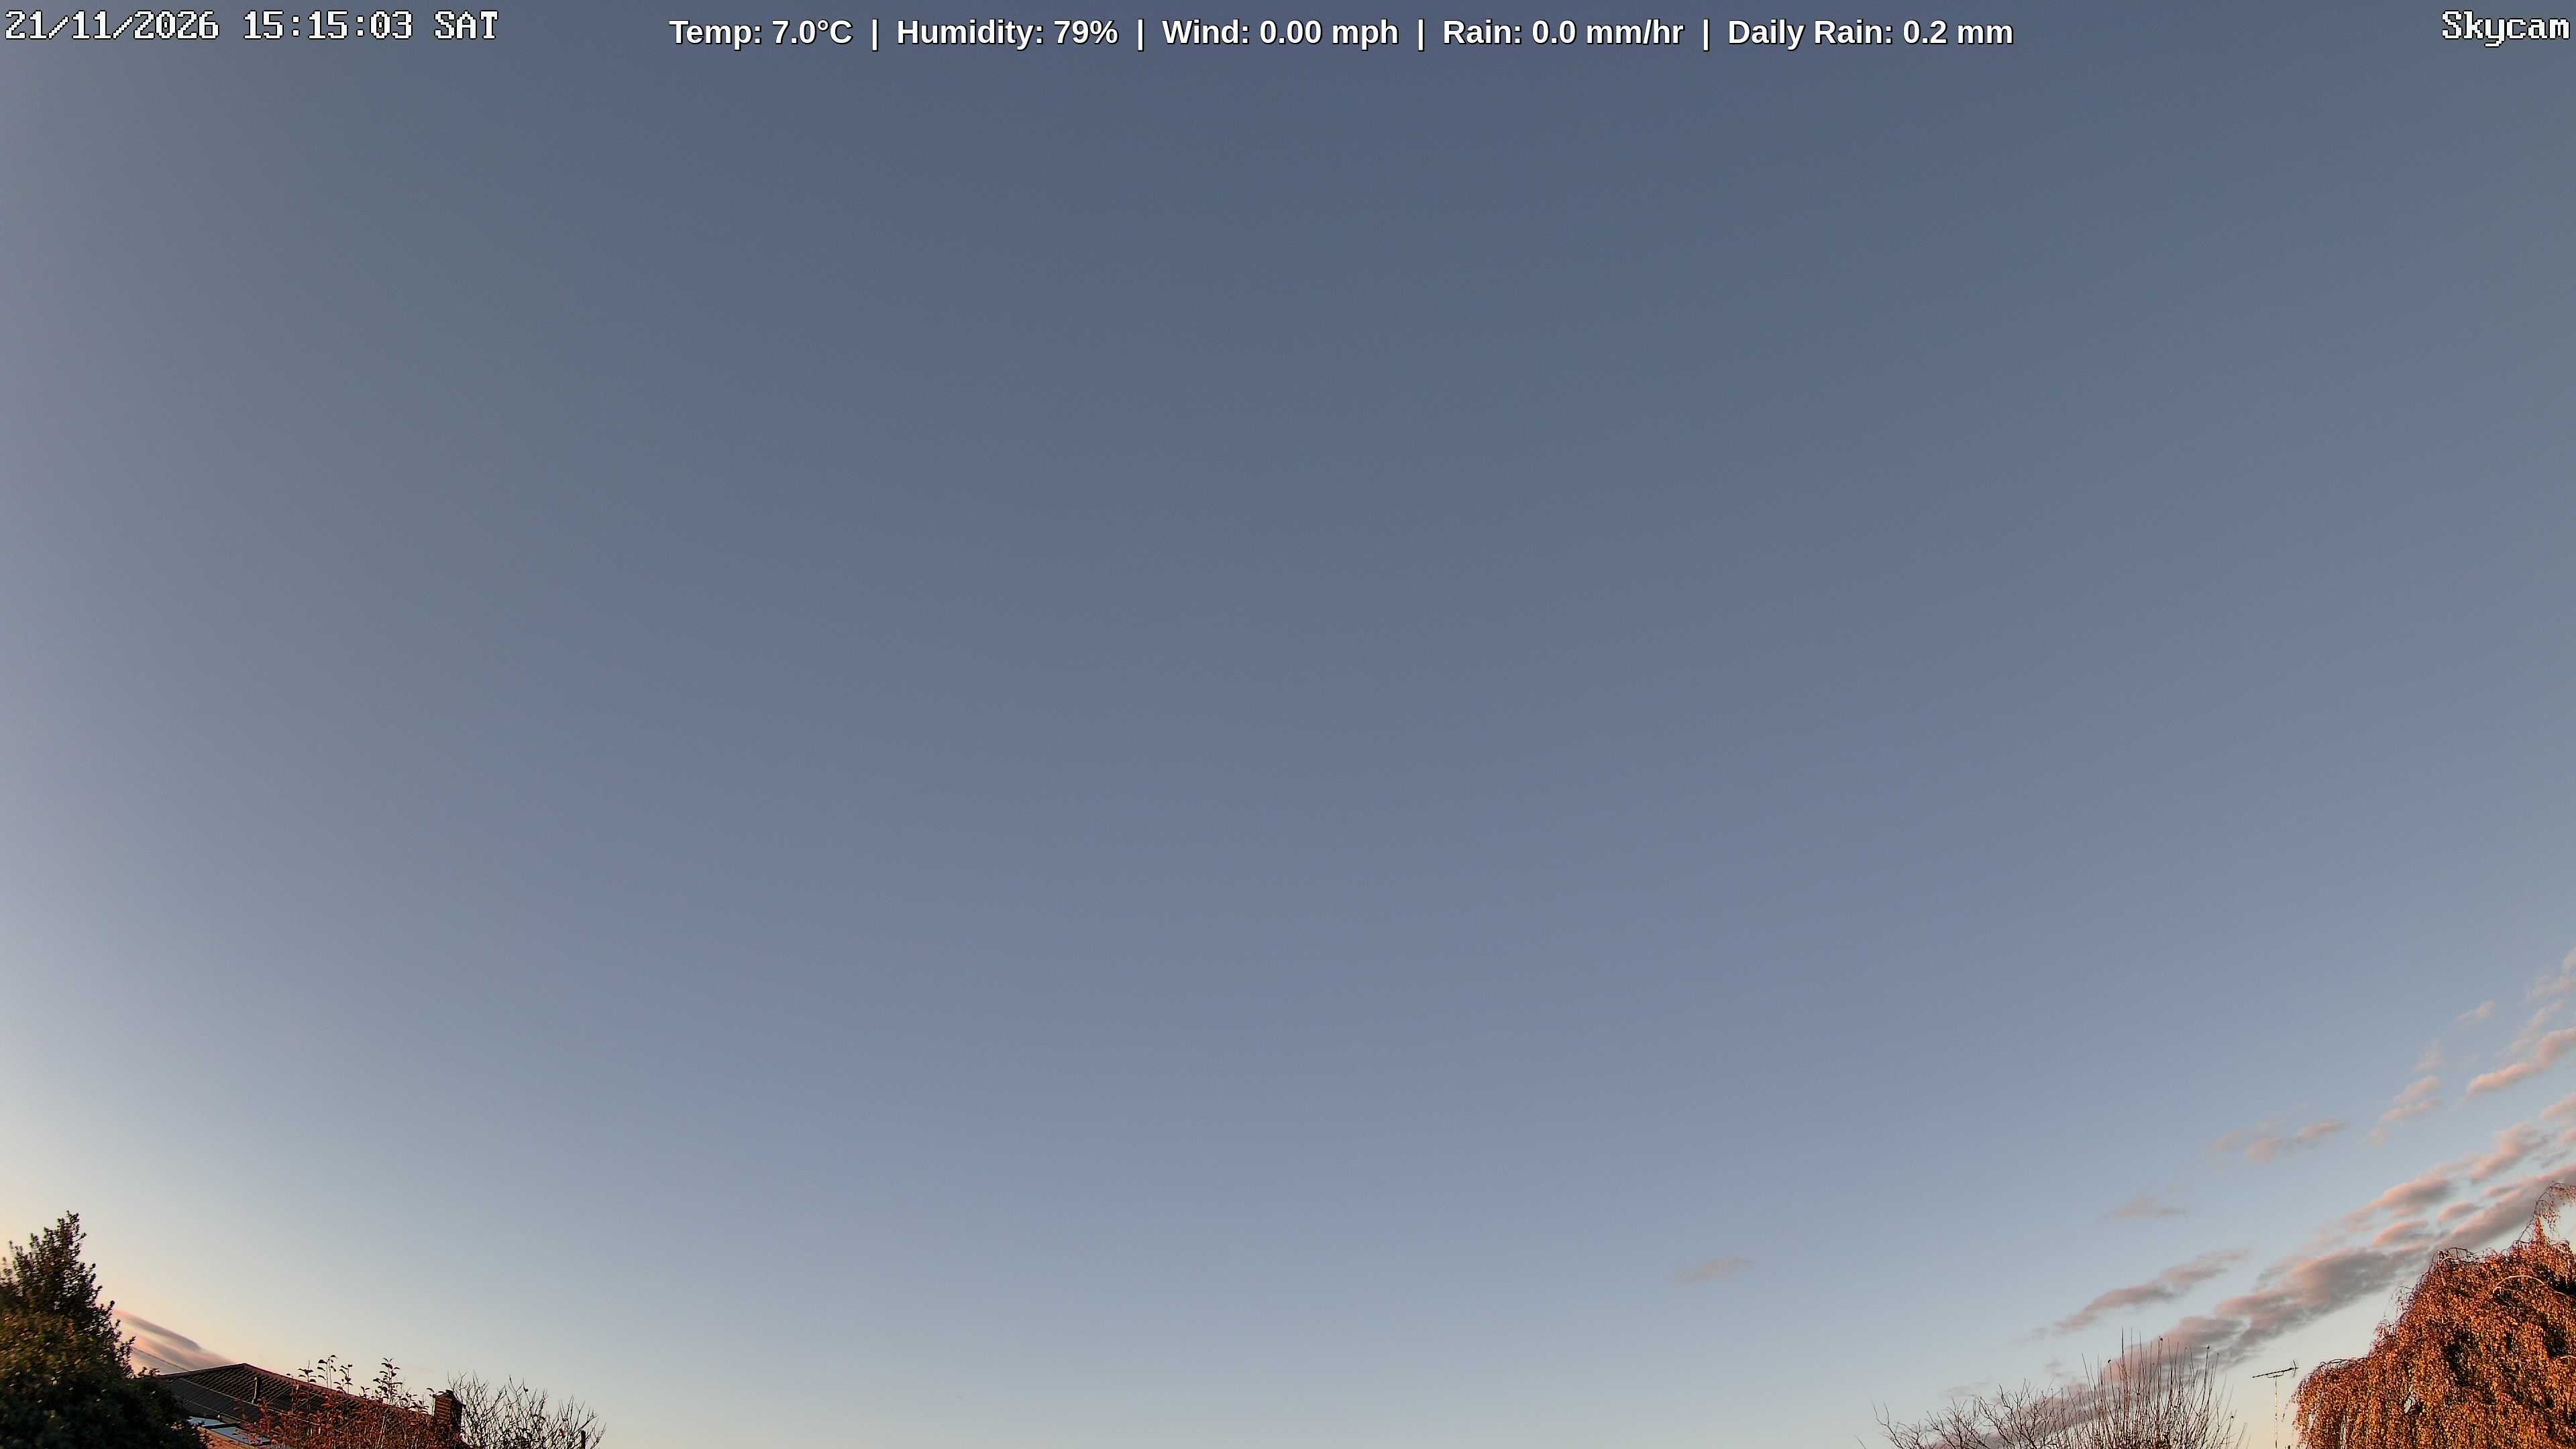 21/11/2026 15:15:03 SAT
Temp: 7.0°C | Humidity: 79% | Wind: 0.00 mph | Rain: 0.0 mm/hr | Daily Rain: 0.2 mm
Skycam